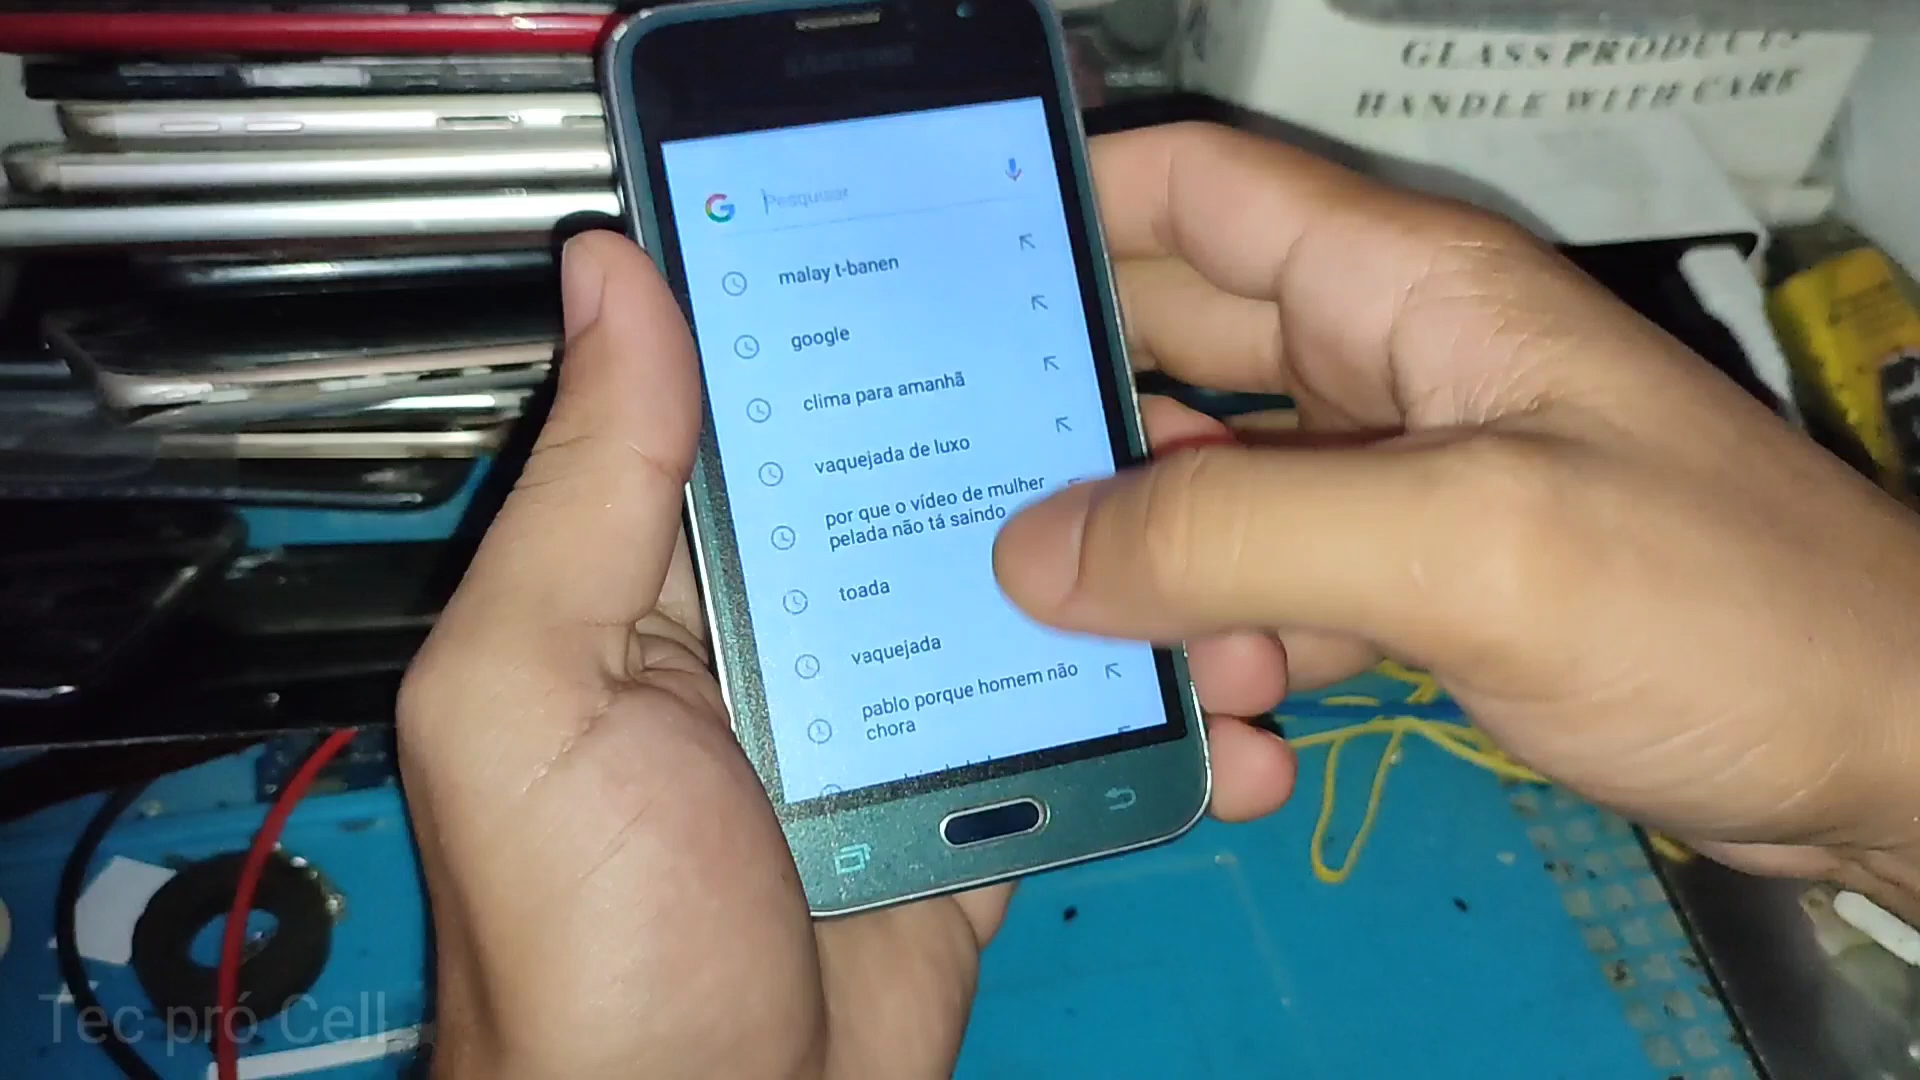 GLASS PRODUCTS
HANDLE WITH CARE
SAMSUNG
Pesquisar
malay t-banen
google
clima para amanhã
vaquejada de luxo
por que o vídeo de mulher
pelada não tá saindo
toada
vaquejada
pablo porque homem não
chora
Tec pró Cell